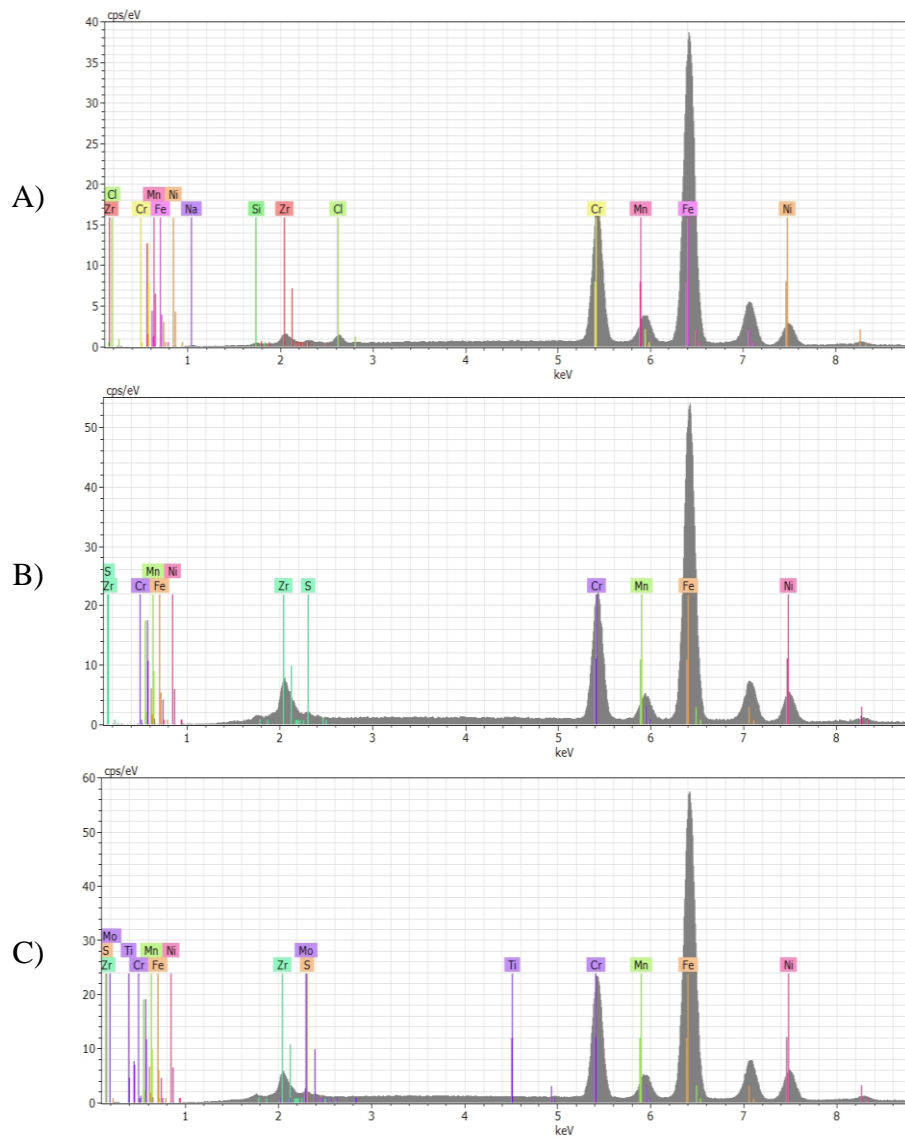 A)
cps/eV
40
35
30
25
20
15
10
5
0
Cl Mn Ni
Zr Cr Fe Na Si Zr Cl Cr Mn Fe Ni
1 2 3 4 5 6 7 8
keV
B)
cps/eV
50
40
30
20
10
0
S Mn Ni
Zr Cr Fe Zr S Cr Mn Fe Ni
1 2 3 4 5 6 7 8
keV
C)
cps/eV
60
50
40
30
20
10
0
Mo Mo
S Ti Mn Ni S
Zr Cr Fe Zr Ti Cr Mn Fe Ni
1 2 3 4 5 6 7 8
keV